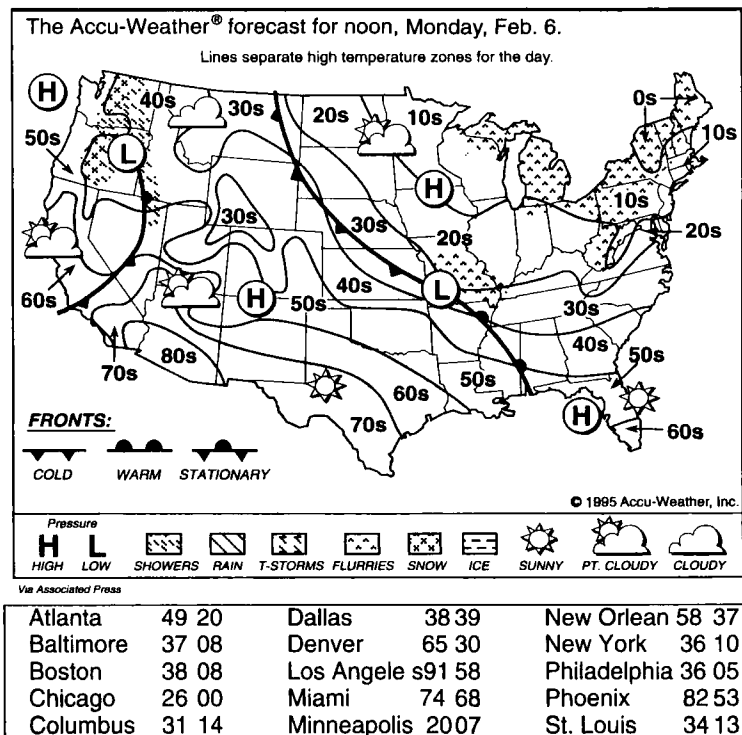 The Accu-Weather® forecast for noon, Monday, Feb. 6.
Lines separate high temperature zones for the day.
H
40s
30s
20s
10s
0s
10s
50s
L
H
10s
30s
30s
20s
20s
60s
H
40s
50s
L
30s
40s
70s
80s
50s
50s
60s
70s
H
60s
FRONTS:
COLD WARM STATIONARY
© 1995 Accu-Weather, Inc.
Pressure
H L
HIGH LOW SHOWERS RAIN T-STORMS FLURRIES SNOW ICE SUNNY PT. CLOUDY CLOUDY
Via Associated Press
Atlanta 49 20 Dallas 38 39 New Orlean 58 37
Baltimore 37 08 Denver 65 30 New York 36 10
Boston 38 08 Los Angele s91 58 Philadelphia 36 05
Chicago 26 00 Miami 74 68 Phoenix 82 53
Columbus 31 14 Minneapolis 20 07 St. Louis 34 13